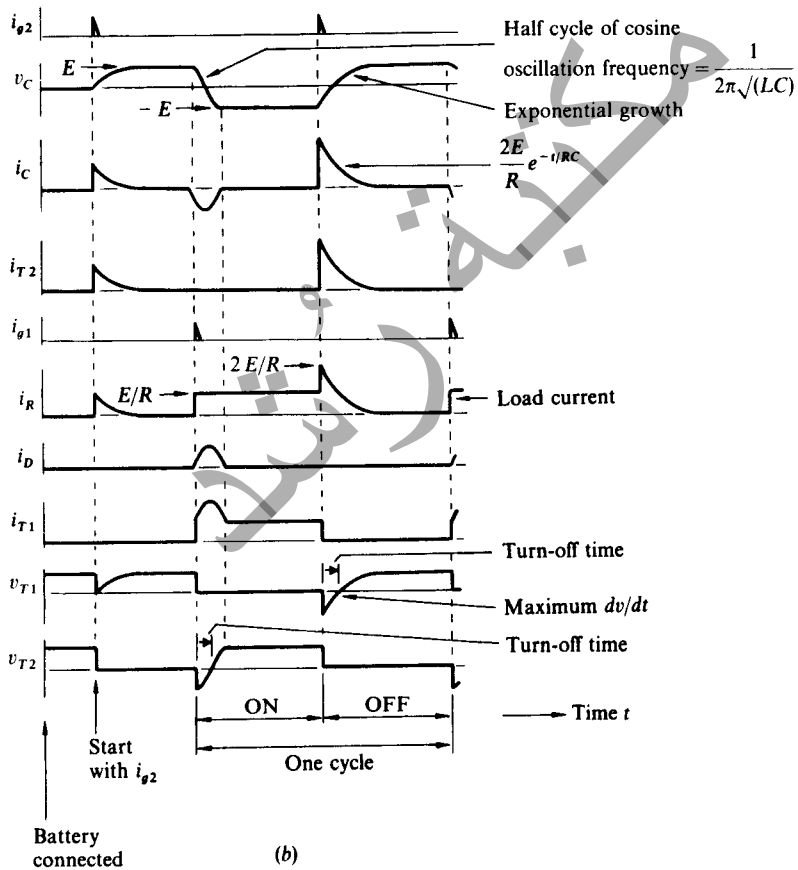 i_g2
Half cycle of cosine
oscillation frequency = 1/(2π√(LC))
E
v_C
− E
Exponential growth
i_C
2E/R e^(−t/RC)
i_T2
i_g1
2 E/R
E/R
i_R
Load current
i_D
i_T1
Turn-off time
v_T1
Maximum dv/dt
Turn-off time
v_T2
ON
OFF
Time t
Start
with i_g2
One cycle
Battery
connected
(b)